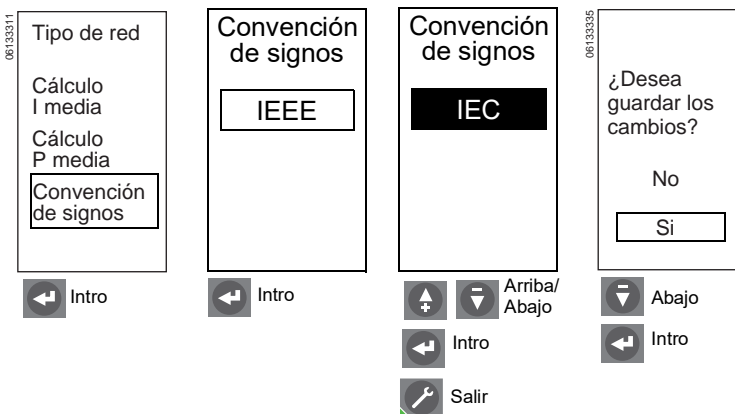 06133311
Tipo de red
Cálculo
I media
Cálculo
P media
Convención
de signos
Intro
Convención
de signos
IEEE
Intro
Convención
de signos
IEC
Arriba/
Abajo
Intro
Salir
06133335
¿Desea
guardar los
cambios?
No
Si
Abajo
Intro